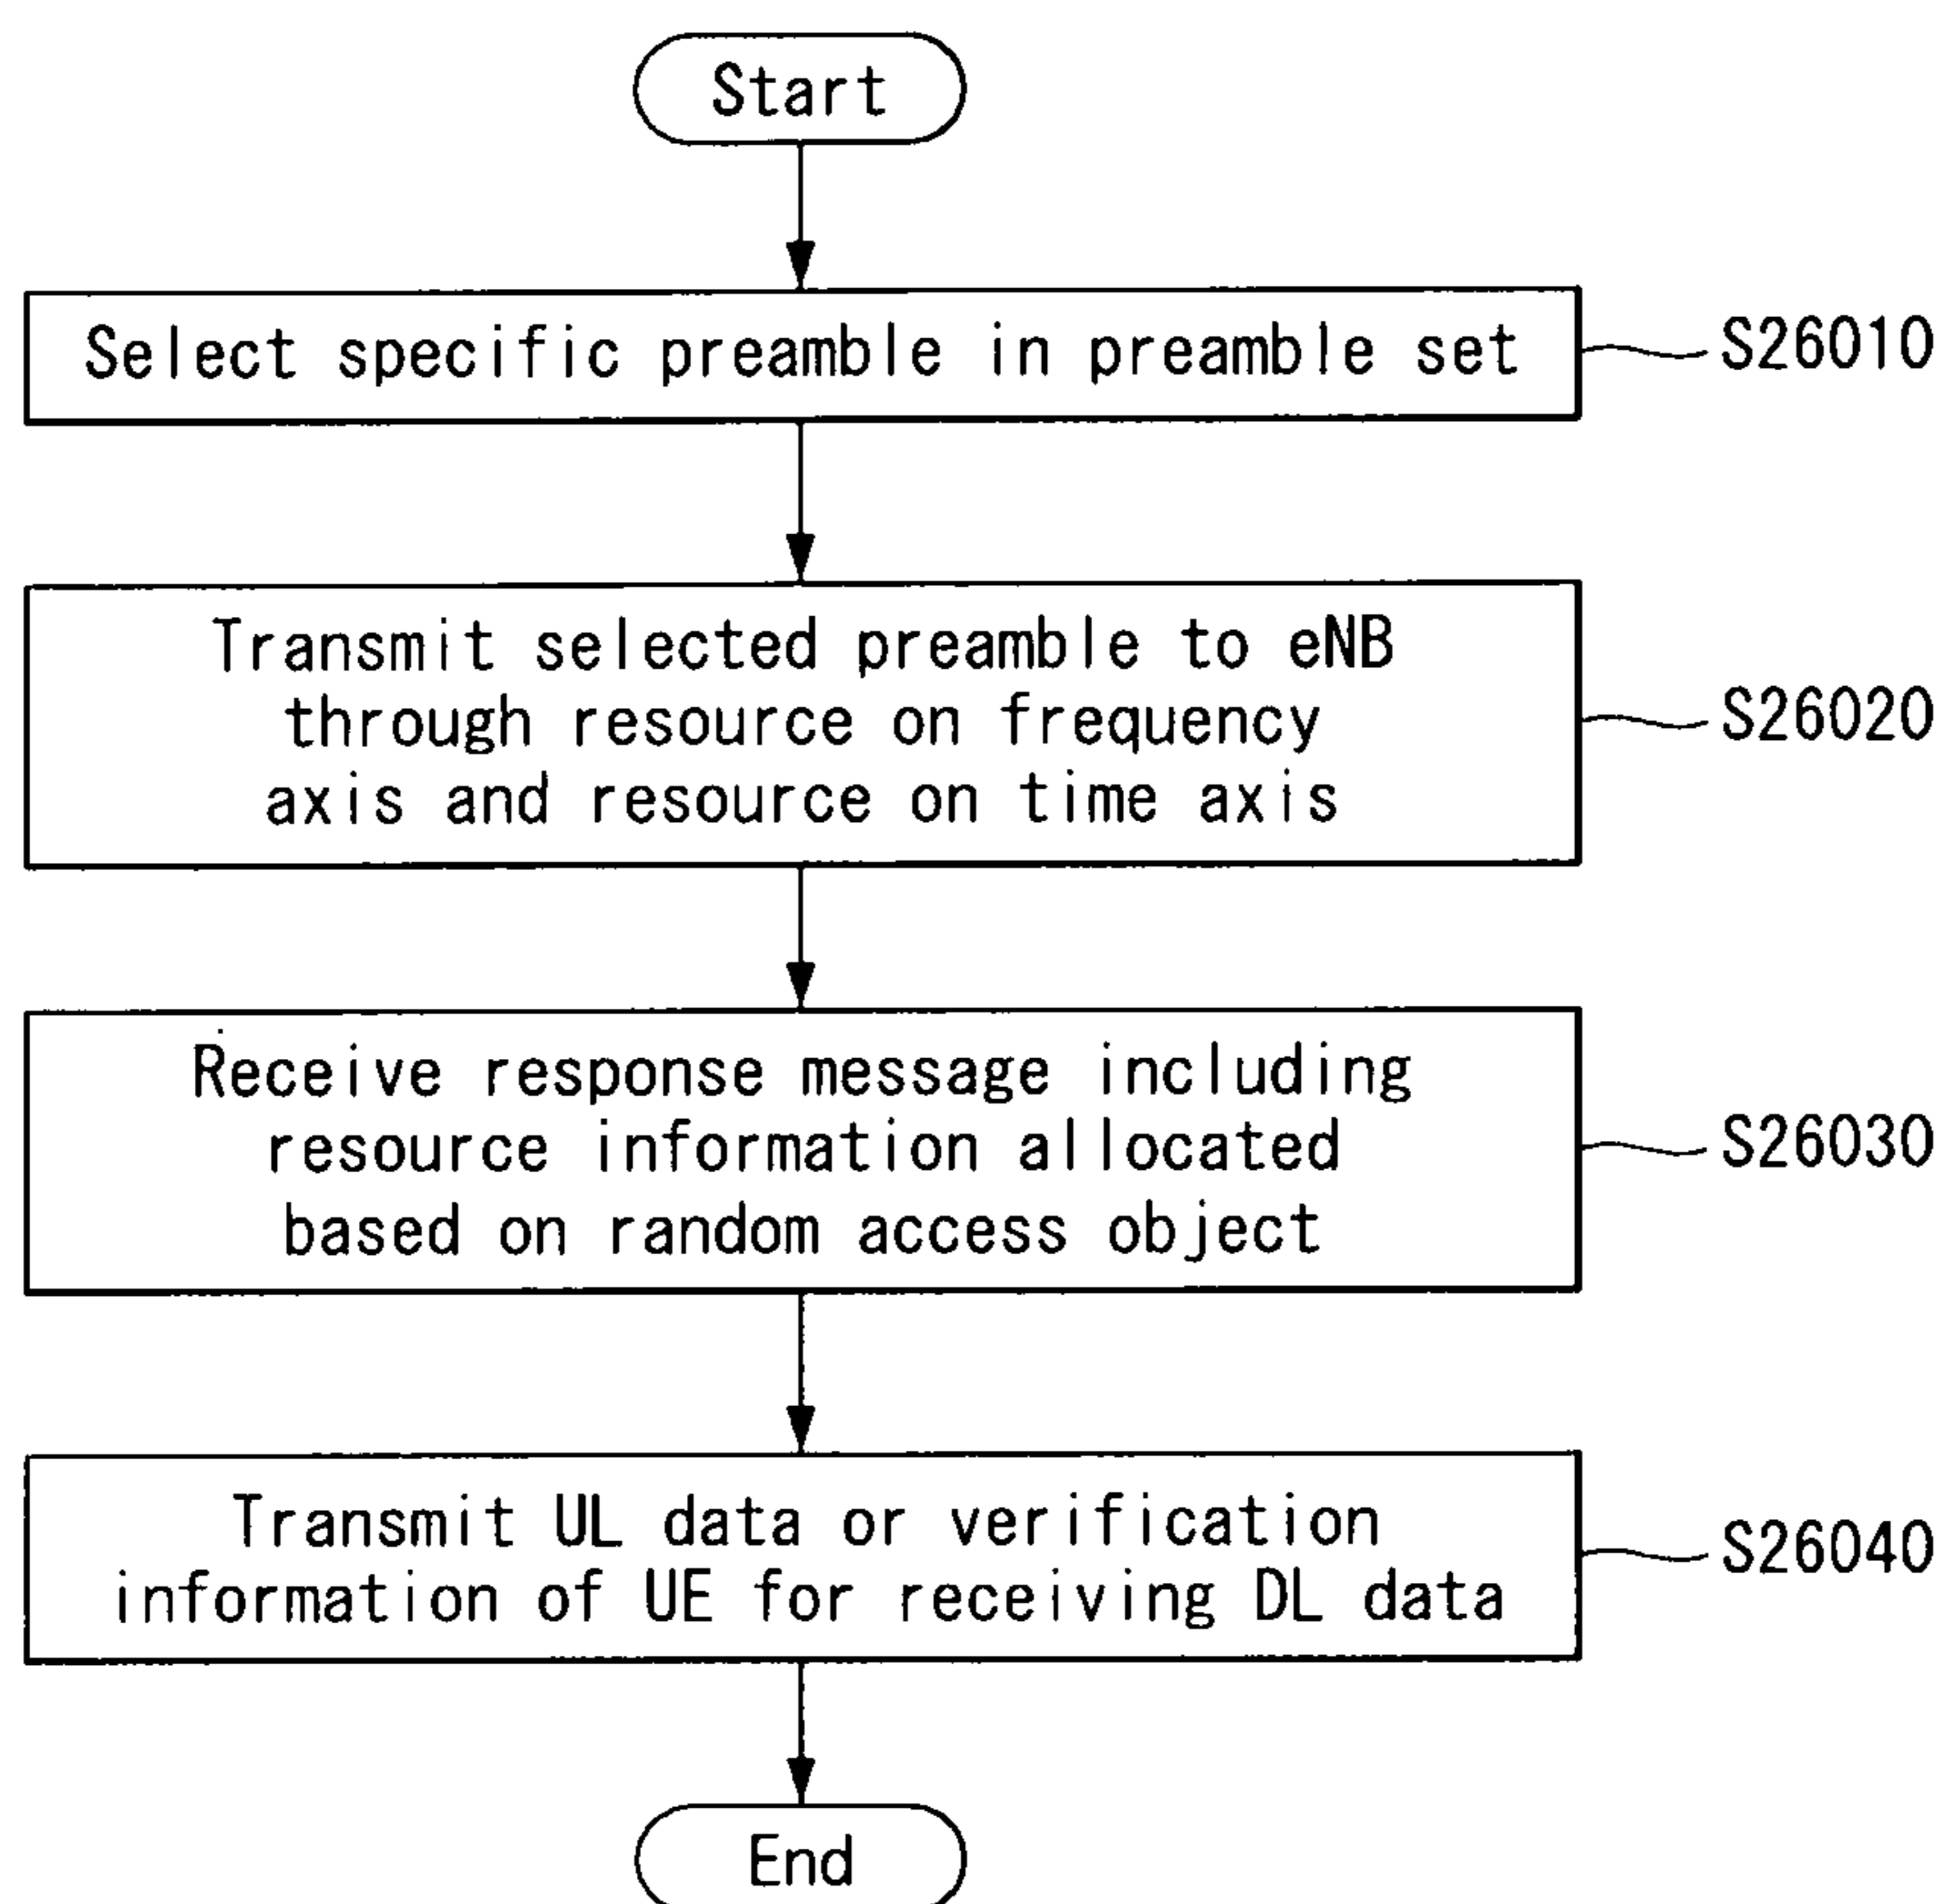 Start
Select specific preamble in preamble set
S26010
Transmit selected preamble to eNB
through resource on frequency
axis and resource on time axis
S26020
Receive response message including
resource information allocated
based on random access object
S26030
Transmit UL data or verification
information of UE for receiving DL data
S26040
End